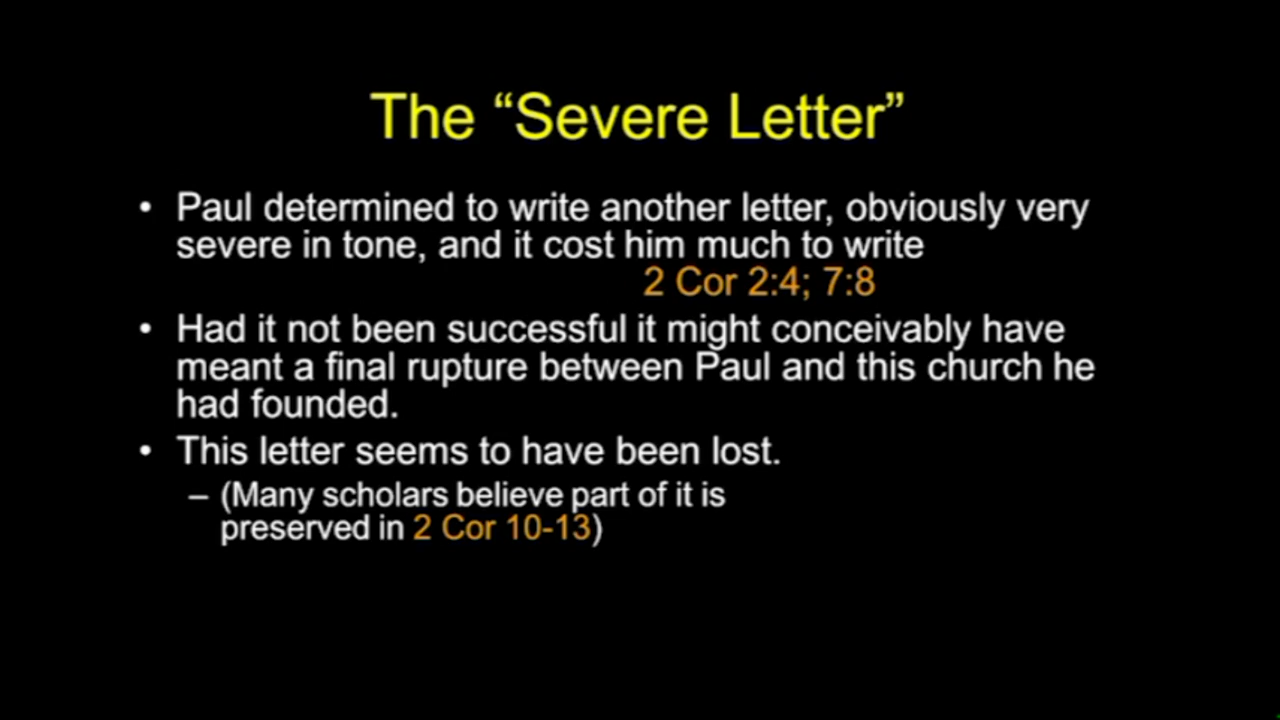 The “Severe Letter”
• Paul determined to write another letter, obviously very
severe in tone, and it cost him much to write
2 Cor 2:4; 7:8
• Had it not been successful it might conceivably have
meant a final rupture between Paul and this church he
had founded.
• This letter seems to have been lost.
– (Many scholars believe part of it is
preserved in 2 Cor 10-13)